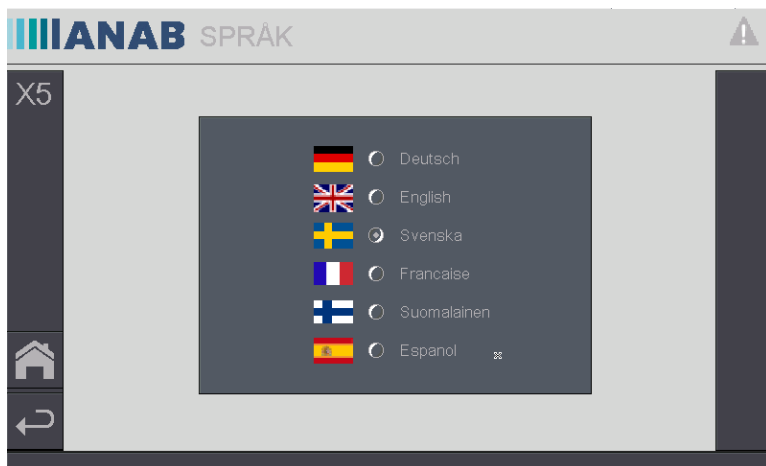 ANAB SPRÅK
X5
Deutsch
English
Svenska
Francaise
Suomalainen
Espanol